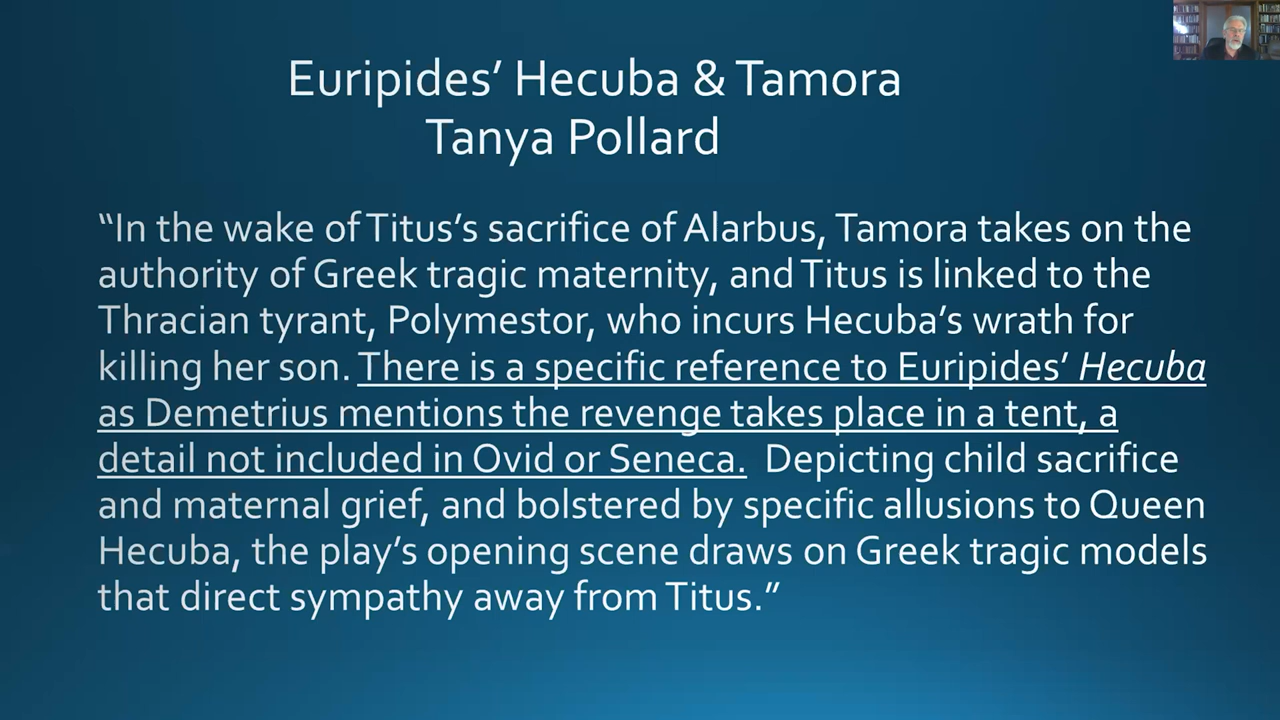 Euripides’ Hecuba & Tamora
Tanya Pollard
“In the wake of Titus’s sacrifice of Alarbus, Tamora takes on the
authority of Greek tragic maternity, and Titus is linked to the
Thracian tyrant, Polymestor, who incurs Hecuba’s wrath for
killing her son. There is a specific reference to Euripides’ Hecuba
as Demetrius mentions the revenge takes place in a tent, a
detail not included in Ovid or Seneca.  Depicting child sacrifice
and maternal grief, and bolstered by specific allusions to Queen
Hecuba, the play’s opening scene draws on Greek tragic models
that direct sympathy away from Titus.”